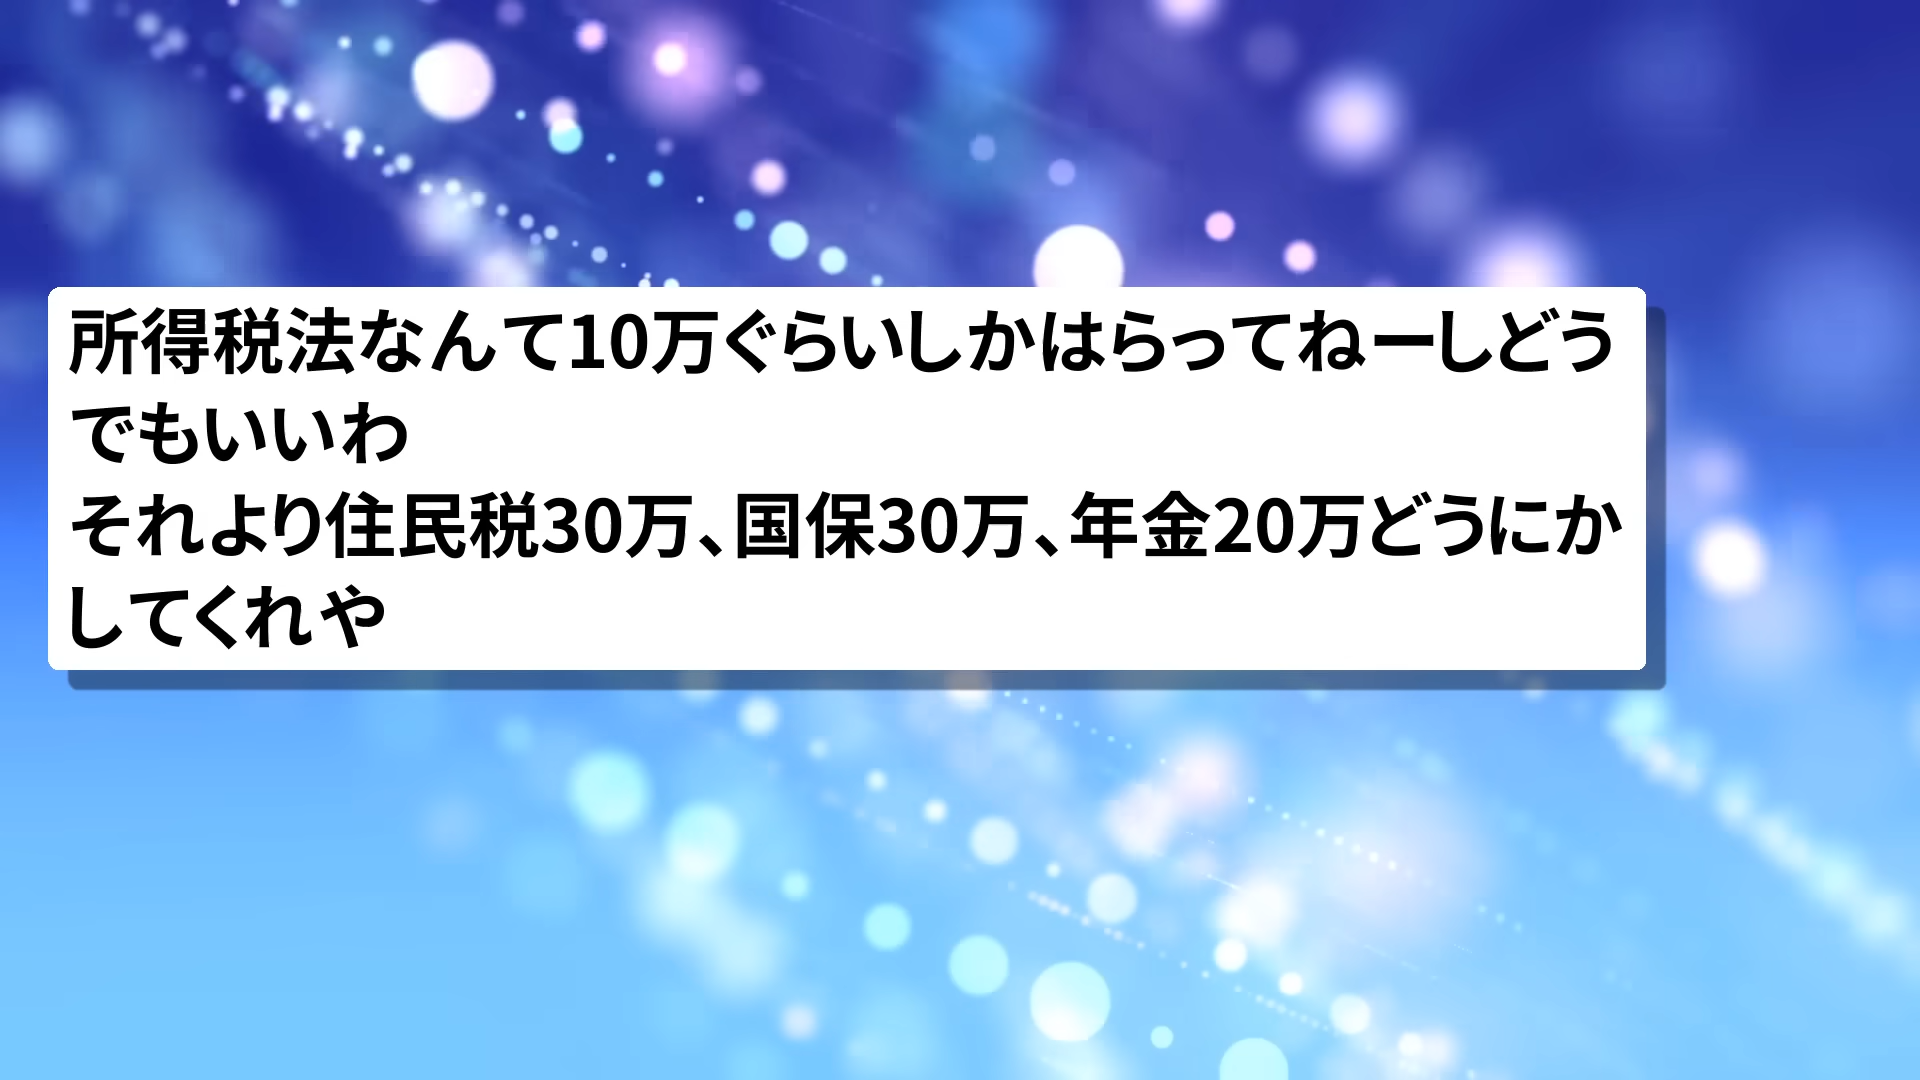 所得税法なんて10万ぐらいしかはらってねーしどう
でもいいわ
それより住民税30万、国保30万、年金20万どうにか
してくれや